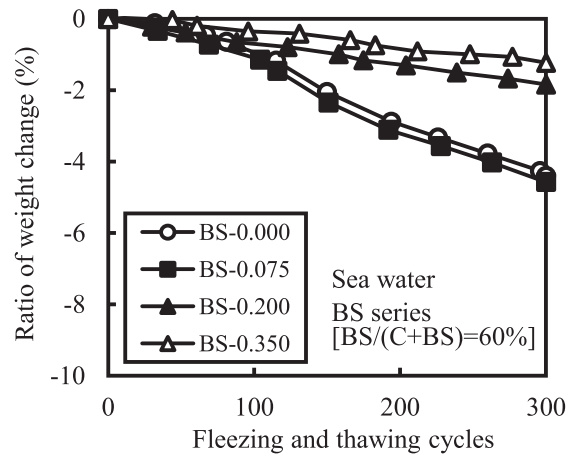 0
-2
-4
-6
-8
-10
Ratio of weight change (%)
BS-0.000
BS-0.075
BS-0.200
BS-0.350
Sea water
BS series
[BS/(C+BS)=60%]
0 100 200 300
Fleezing and thawing cycles